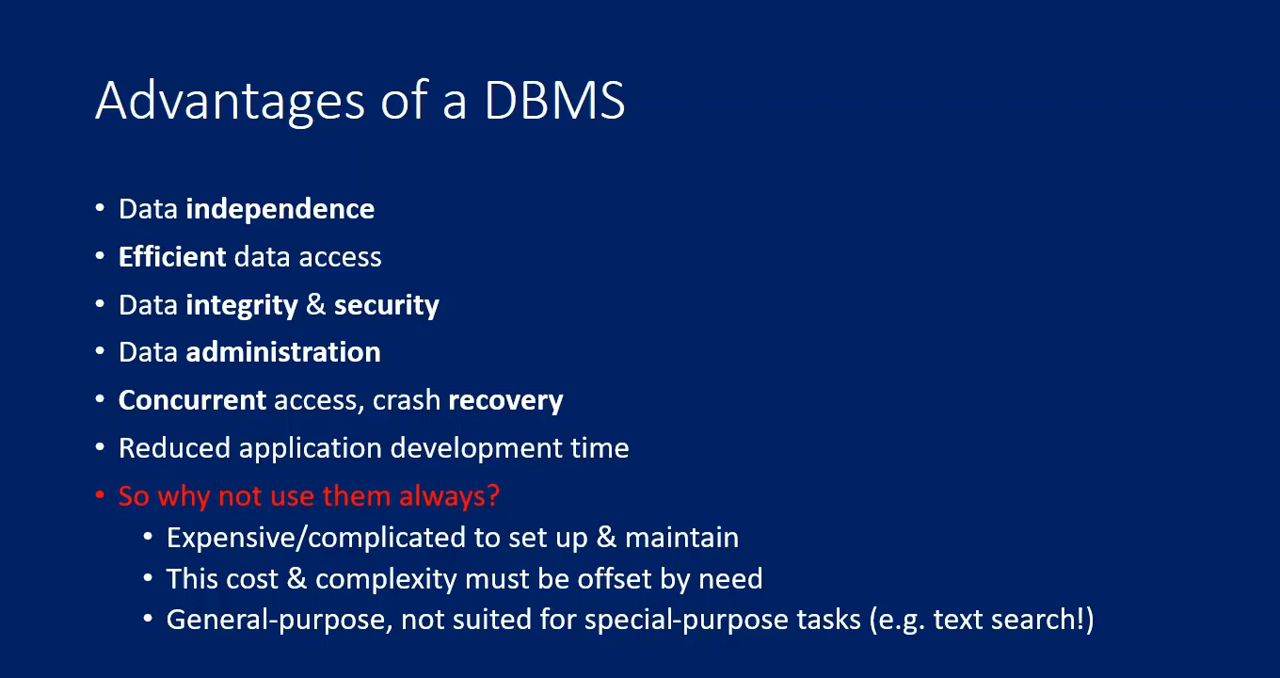 Advantages of a DBMS
• Data independence
• Efficient data access
• Data integrity & security
• Data administration
• Concurrent access, crash recovery
• Reduced application development time
• So why not use them always?
• Expensive/complicated to set up & maintain
• This cost & complexity must be offset by need
• General-purpose, not suited for special-purpose tasks (e.g. text search!)